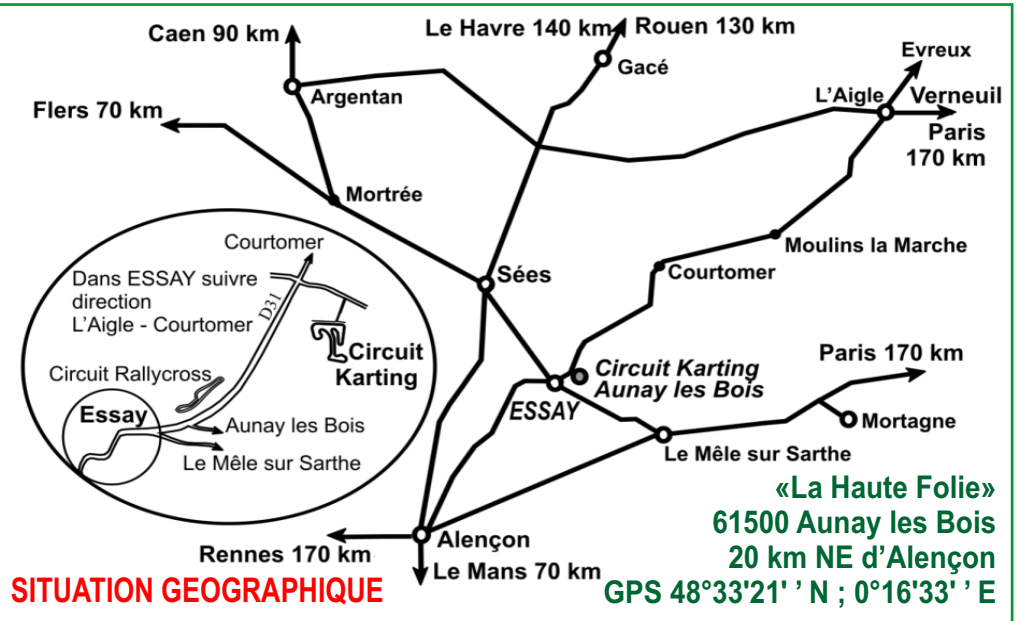 Caen 90 km
Le Havre 140 km
Rouen 130 km
Gacé
Evreux
Argentan
L'Aigle
Verneuil
Flers 70 km
Paris
170 km
Mortrée
Courtomer
Moulins la Marche
Dans ESSAY suivre
direction
L'Aigle - Courtomer
D31
Sées
Courtomer
Circuit
Karting
Circuit Karting
Aunay les Bois
Paris 170 km
Circuit Rallycross
Essay
ESSAY
Aunay les Bois
Mortagne
Le Mêle sur Sarthe
Le Mêle sur Sarthe
«La Haute Folie»
61500 Aunay les Bois
20 km NE d'Alençon
GPS 48°33'21' ' N ; 0°16'33' ' E
Alençon
Rennes 170 km
Le Mans 70 km
SITUATION GEOGRAPHIQUE